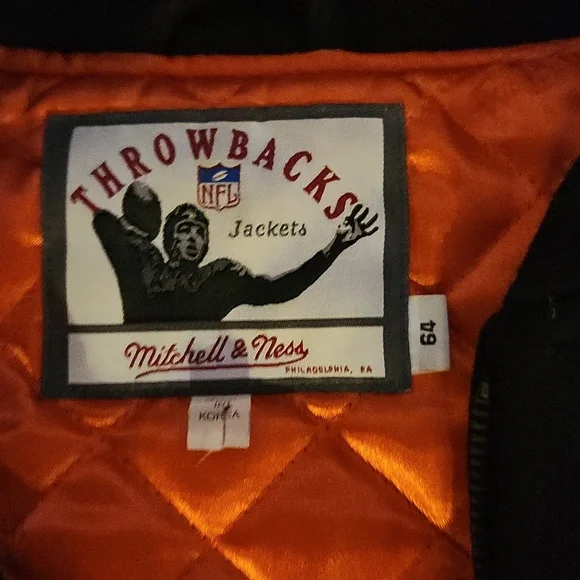 THROWBACKS
NFL
Jackets
Mitchell & Ness
PHILADELPHIA, PA
64
KOREA